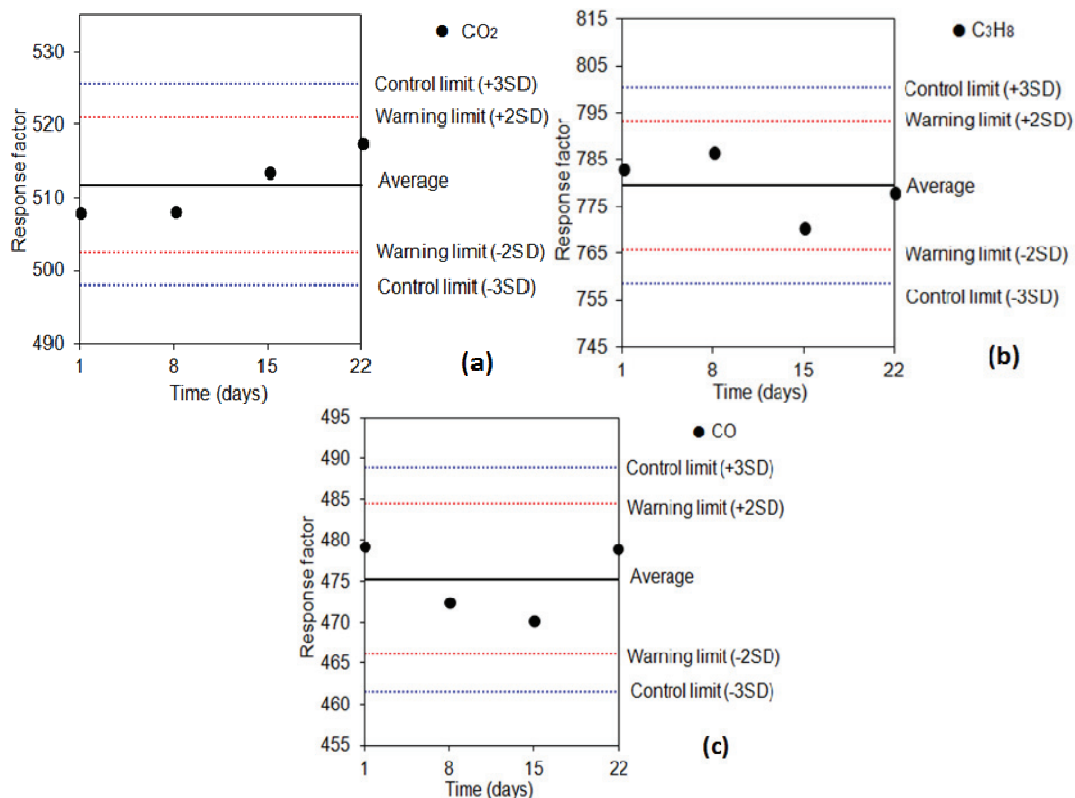 CO2
530
520
510
500
490
Response factor
Control limit (+3SD)
Warning limit (+2SD)
Average
Warning limit (-2SD)
Control limit (-3SD)
1 8 15 22
Time (days)
(a)
C3H8
815
805
795
785
775
765
755
745
Response factor
Control limit (+3SD)
Warning limit (+2SD)
Average
Warning limit (-2SD)
Control limit (-3SD)
1 8 15 22
Time (days)
(b)
CO
495
490
485
480
475
470
465
460
455
Response factor
Control limit (+3SD)
Warning limit (+2SD)
Average
Warning limit (-2SD)
Control limit (-3SD)
1 8 15 22
Time (days)
(c)